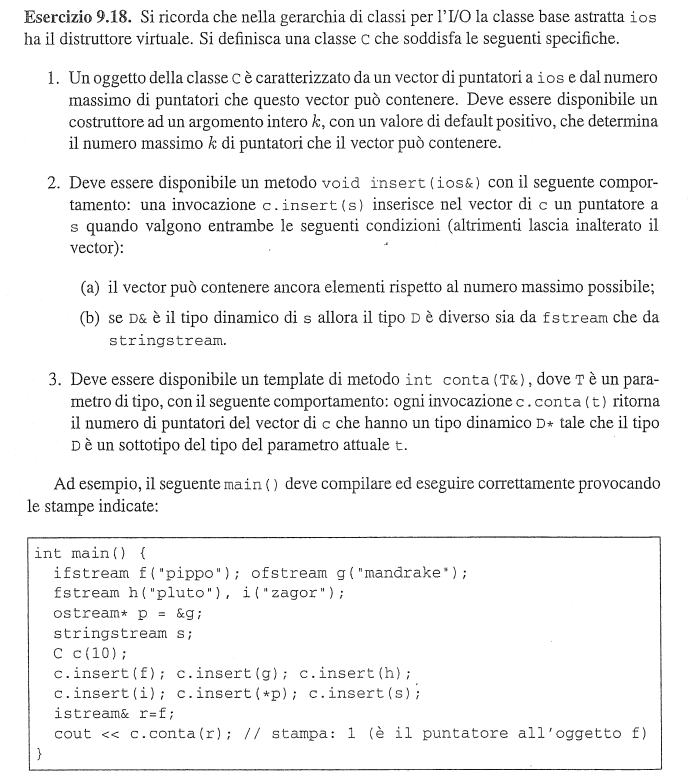 Esercizio 9.18. Si ricorda che nella gerarchia di classi per l'I/O la classe base astratta ios
ha il distruttore virtuale. Si definisca una classe C che soddisfa le seguenti specifiche.
1. Un oggetto della classe C è caratterizzato da un vector di puntatori a ios e dal numero
massimo di puntatori che questo vector può contenere. Deve essere disponibile un
costruttore ad un argomento intero k, con un valore di default positivo, che determina
il numero massimo k di puntatori che il vector può contenere.
2. Deve essere disponibile un metodo void insert(ios&) con il seguente compor-
tamento: una invocazione c.insert(s) inserisce nel vector di c un puntatore a
s quando valgono entrambe le seguenti condizioni (altrimenti lascia inalterato il
vector):
(a) il vector può contenere ancora elementi rispetto al numero massimo possibile;
(b) se D& è il tipo dinamico di s allora il tipo D è diverso sia da fstream che da
stringstream.
3. Deve essere disponibile un template di metodo int conta(T&), dove T è un para-
metro di tipo, con il seguente comportamento: ogni invocazione c.conta(t) ritorna
il numero di puntatori del vector di c che hanno un tipo dinamico D* tale che il tipo
D è un sottotipo del tipo del parametro attuale t.
Ad esempio, il seguente main() deve compilare ed eseguire correttamente provocando
le stampe indicate:
int main() {
ifstream f("pippo"); ofstream g("mandrake");
fstream h("pluto"), i("zagor");
ostream* p = &g;
stringstream s;
C c(10);
c.insert(f); c.insert(g); c.insert(h);
c.insert(i); c.insert(*p); c.insert(s);
istream& r=f;
cout << c.conta(r); // stampa: 1 (è il puntatore all'oggetto f)
}